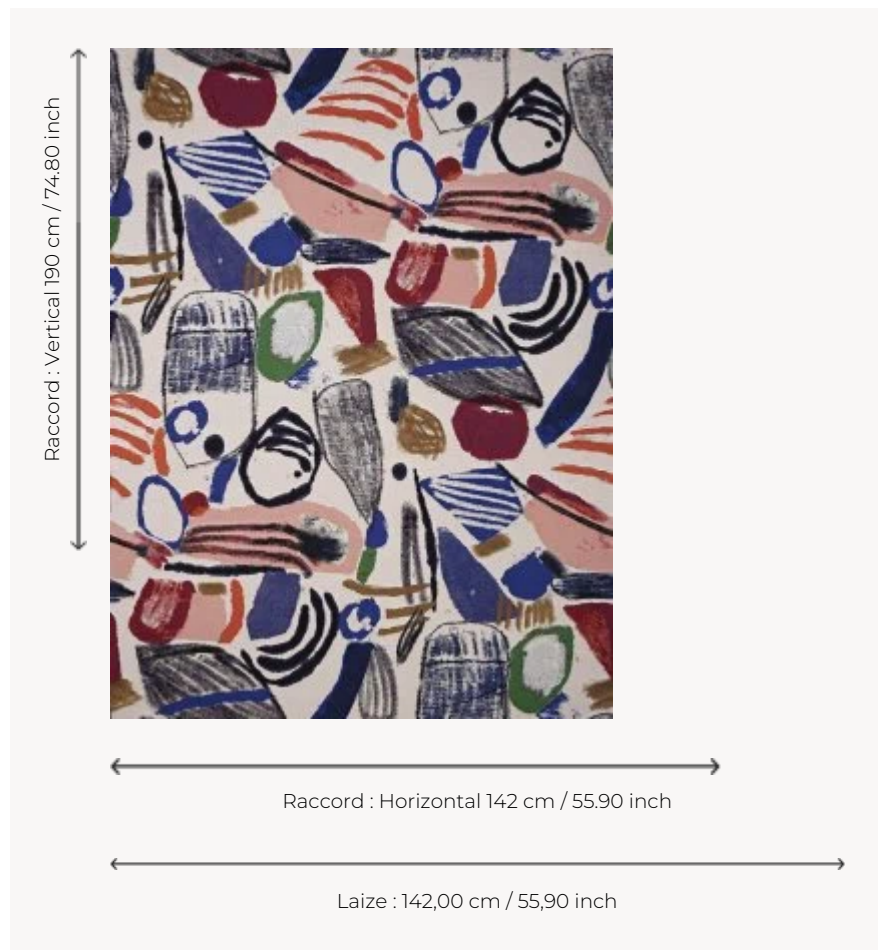 Raccord : Vertical 190 cm / 74.80 inch
Raccord : Horizontal 142 cm / 55.90 inch
Laize : 142,00 cm / 55,90 inch